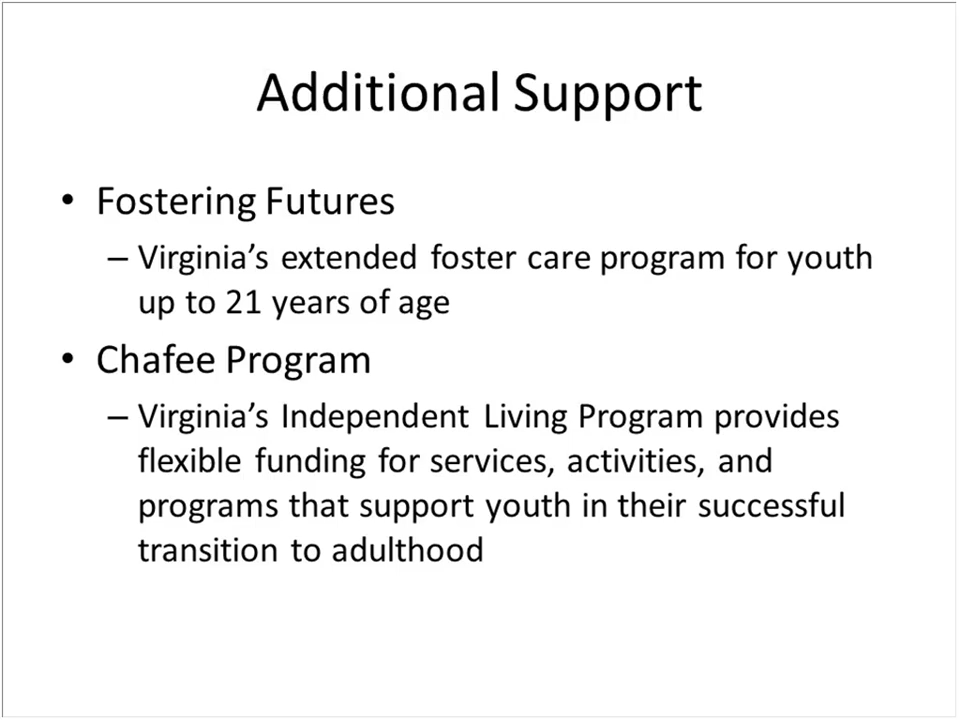 Additional Support
• Fostering Futures
– Virginia’s extended foster care program for youth
up to 21 years of age
• Chafee Program
– Virginia’s Independent Living Program provides
flexible funding for services, activities, and
programs that support youth in their successful
transition to adulthood